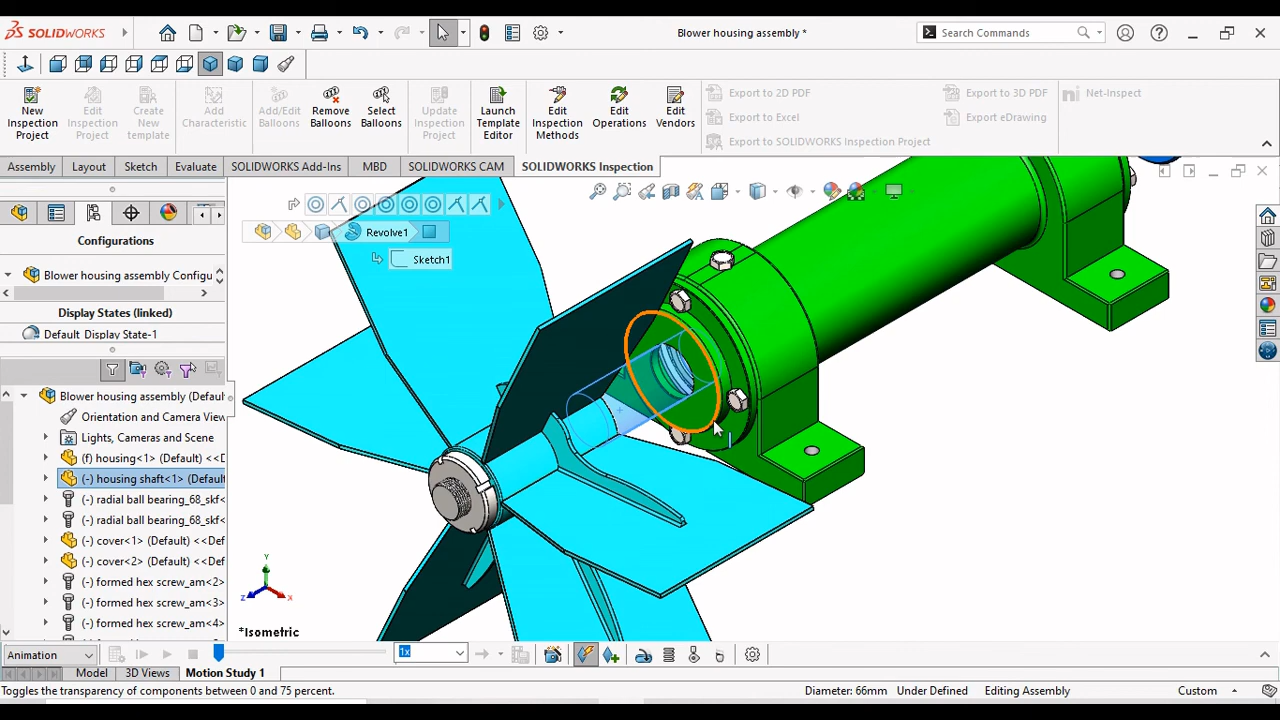 SOLIDWORKS
Blower housing assembly *
Search Commands
New Inspection Project
Edit Inspection Project
Create New template
Add Characteristic
Add/Edit Balloons
Remove Balloons
Select Balloons
Update Inspection Project
Launch Template Editor
Edit Inspection Methods
Edit Operations
Edit Vendors
Export to 2D PDF
Export to Excel
Export to SOLIDWORKS Inspection Project
Export to 3D PDF
Export eDrawing
Net-Inspect
Assembly
Layout
Sketch
Evaluate
SOLIDWORKS Add-Ins
MBD
SOLIDWORKS CAM
SOLIDWORKS Inspection
Configurations
Blower housing assembly Configu
Display States (linked)
Default_Display State-1
Revolve1
Sketch1
Blower housing assembly (Defaul
Orientation and Camera View
Lights, Cameras and Scene
(f) housing<1> (Default) <<D
(-) housing shaft<1> (Default
(-) radial ball bearing_68_skf<
(-) radial ball bearing_68_skf<
(-) cover<1> (Default) <<Def
(-) cover<2> (Default) <<Def
(-) formed hex screw_am<2>
(-) formed hex screw_am<3>
(-) formed hex screw_am<4>
Y
Z
X
*Isometric
Animation
1x
Model
3D Views
Motion Study 1
Toggles the transparency of components between 0 and 75 percent.
Diameter: 66mm
Under Defined
Editing Assembly
Custom